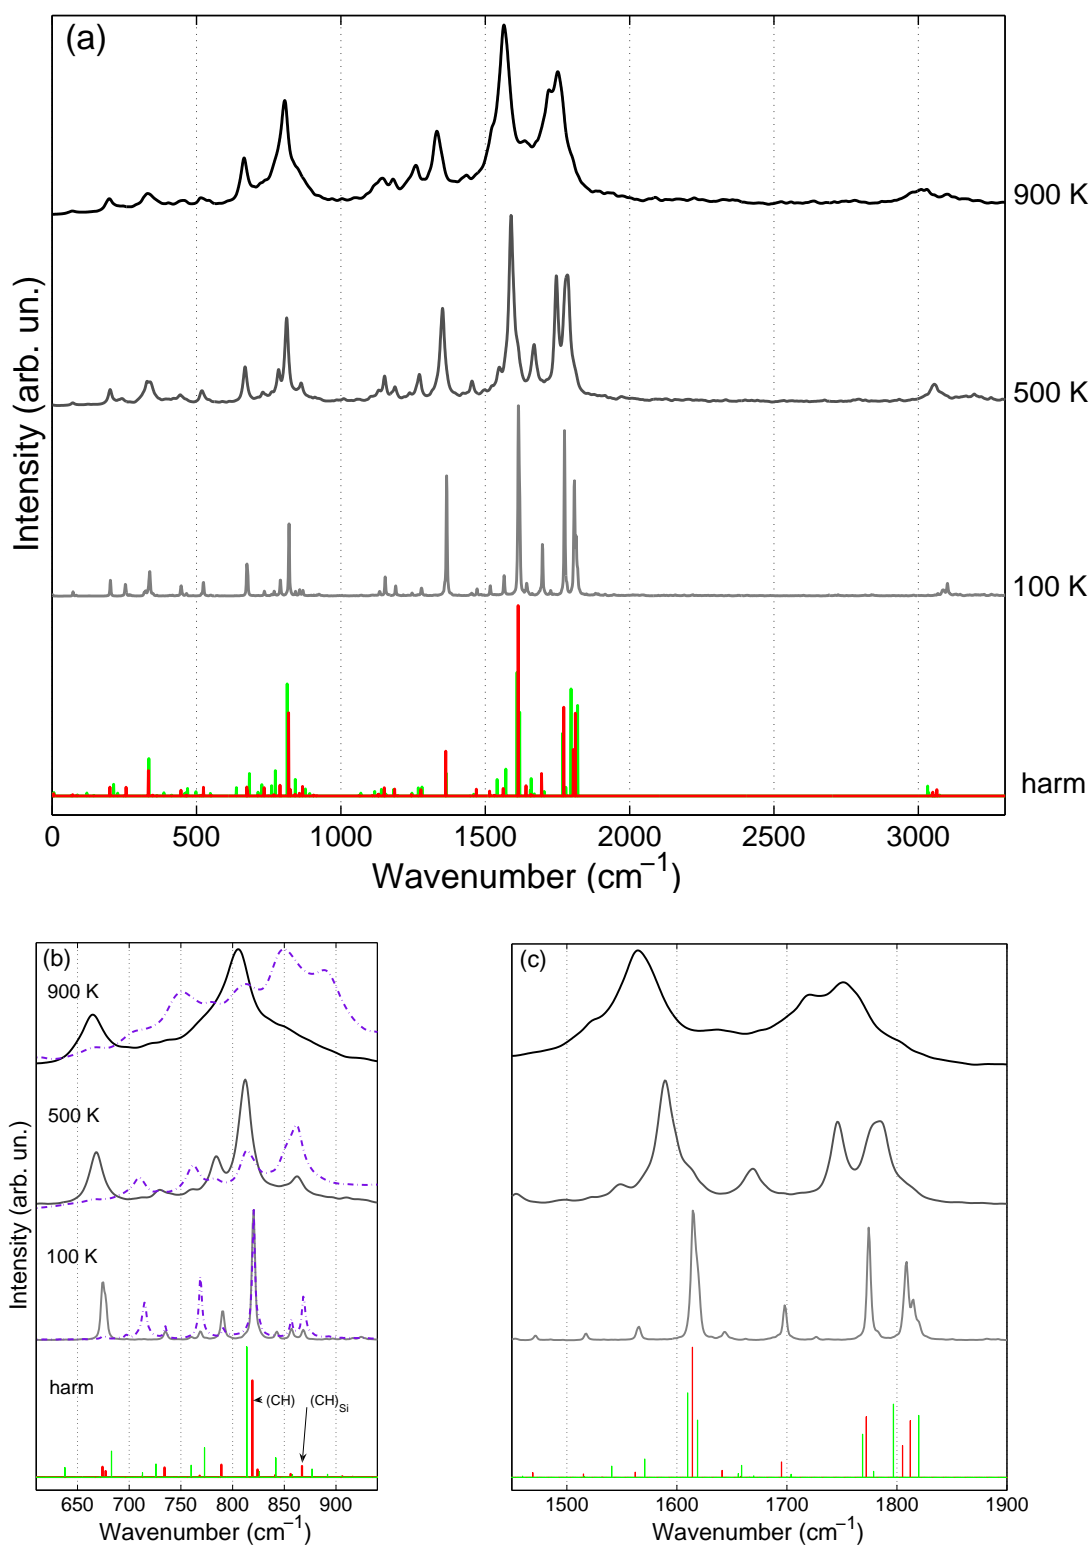 (a)
Intensity (arb. un.)
900 K
500 K
100 K
harm
0 500 1000 1500 2000 2500 3000
Wavenumber (cm⁻¹)
(b)
900 K
500 K
100 K
harm
(CH)
(CH)Si
Intensity (arb. un.)
650 700 750 800 850 900
Wavenumber (cm⁻¹)
(c)
1500 1600 1700 1800 1900
Wavenumber (cm⁻¹)